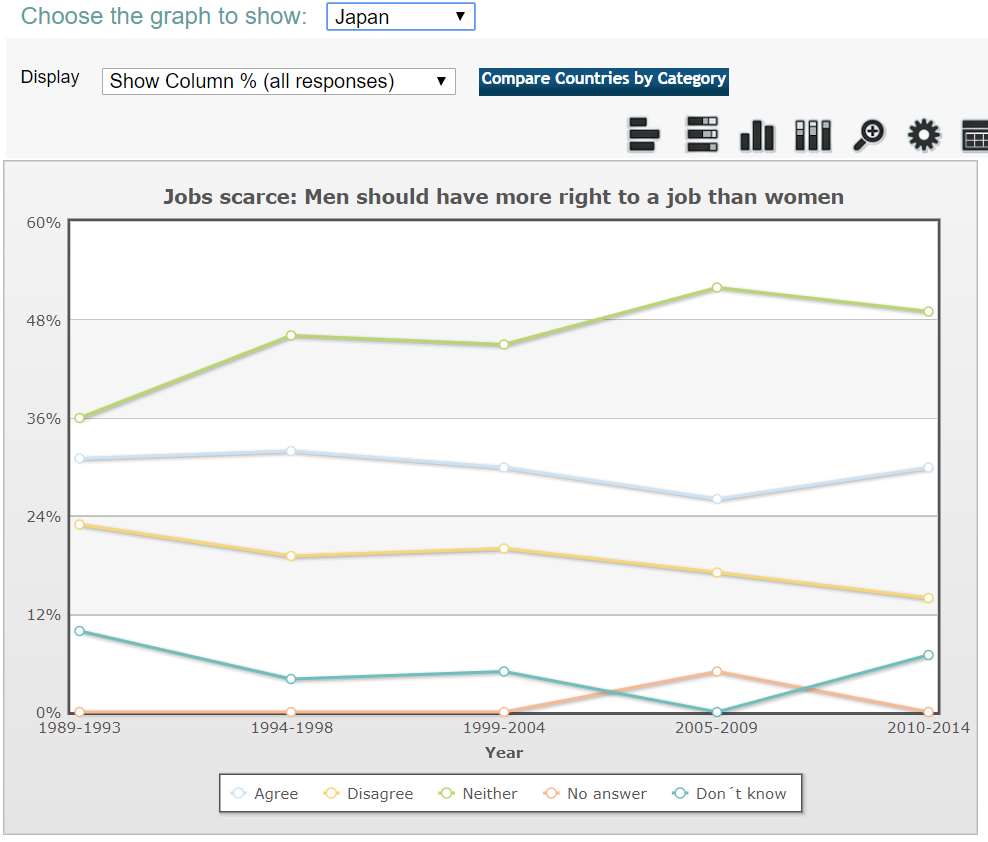 Choose the graph to show: Japan
Display Show Column % (all responses) Compare Countries by Category
Jobs scarce: Men should have more right to a job than women
60%
48%
36%
24%
12%
0%
1989-1993 1994-1998 1999-2004 2005-2009 2010-2014
Year
Agree Disagree Neither No answer Don´t know